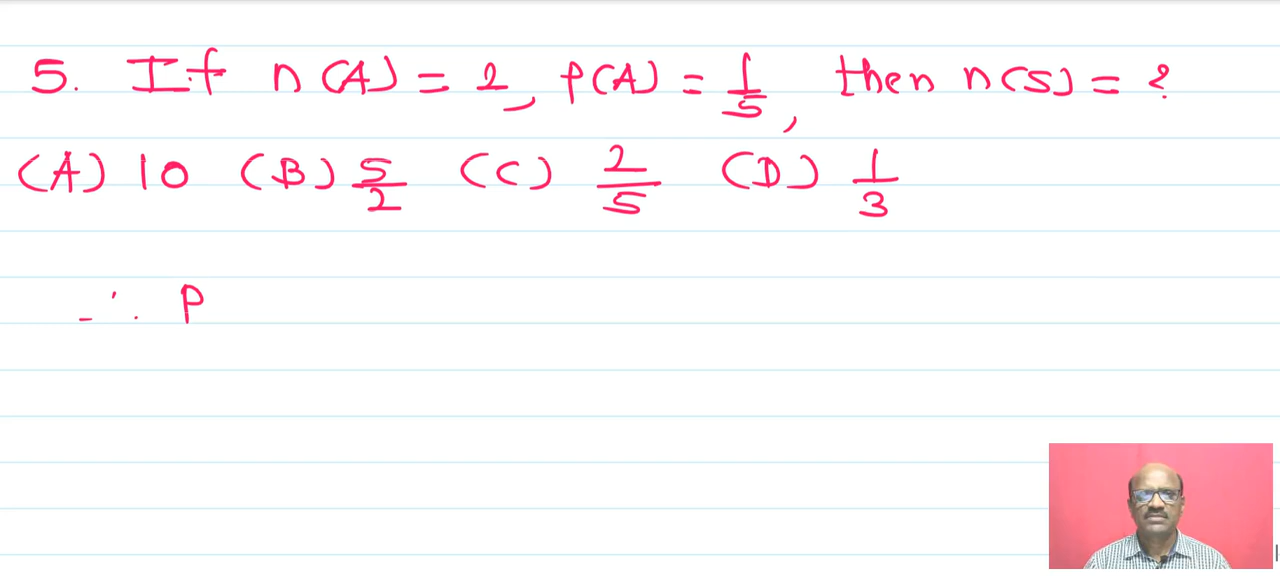 5. If n(A) = 2, P(A) = 1/5, then n(S) = ?
(A) 10 (B) 5/2 (C) 2/5 (D) 1/3
∴ P